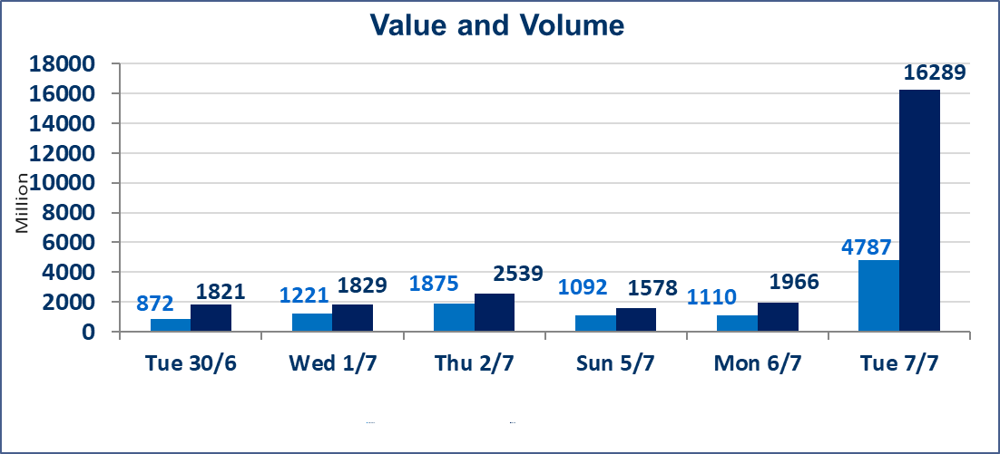 Value and Volume
18000
16000
14000
12000
10000
8000
6000
4000
2000
0
Million
872
1821
1221
1829
1875
2539
1092
1578
1110
1966
4787
16289
Tue 30/6
Wed 1/7
Thu 2/7
Sun 5/7
Mon 6/7
Tue 7/7